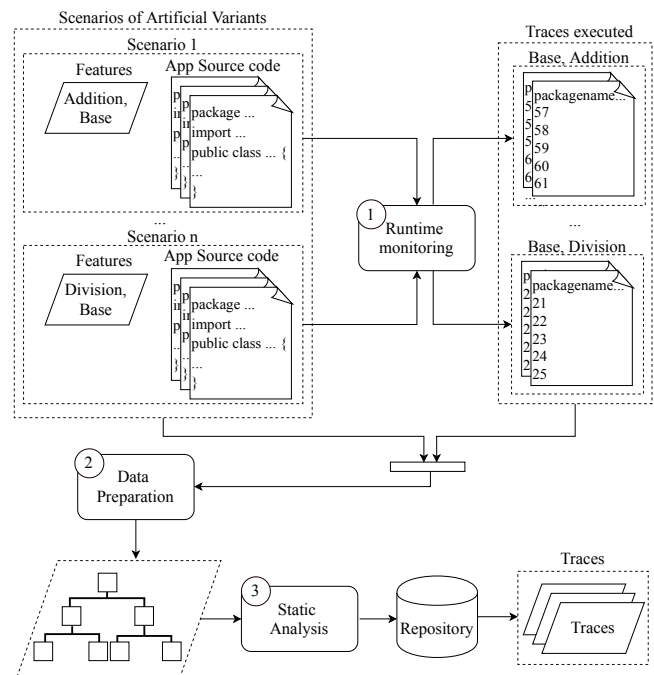 Scenarios of Artificial Variants
Scenario 1
Features
Addition,
Base
App Source code
package ...
import ...
public class ... {
...
}
...
Scenario n
Features
Division,
Base
App Source code
package ...
import ...
public class ... {
...
}
1
Runtime
monitoring
Traces executed
Base, Addition
packagename...
57
58
59
60
61
...
...
Base, Division
packagename...
21
22
23
24
25
2
Data
Preparation
3
Static
Analysis
Repository
Traces
Traces